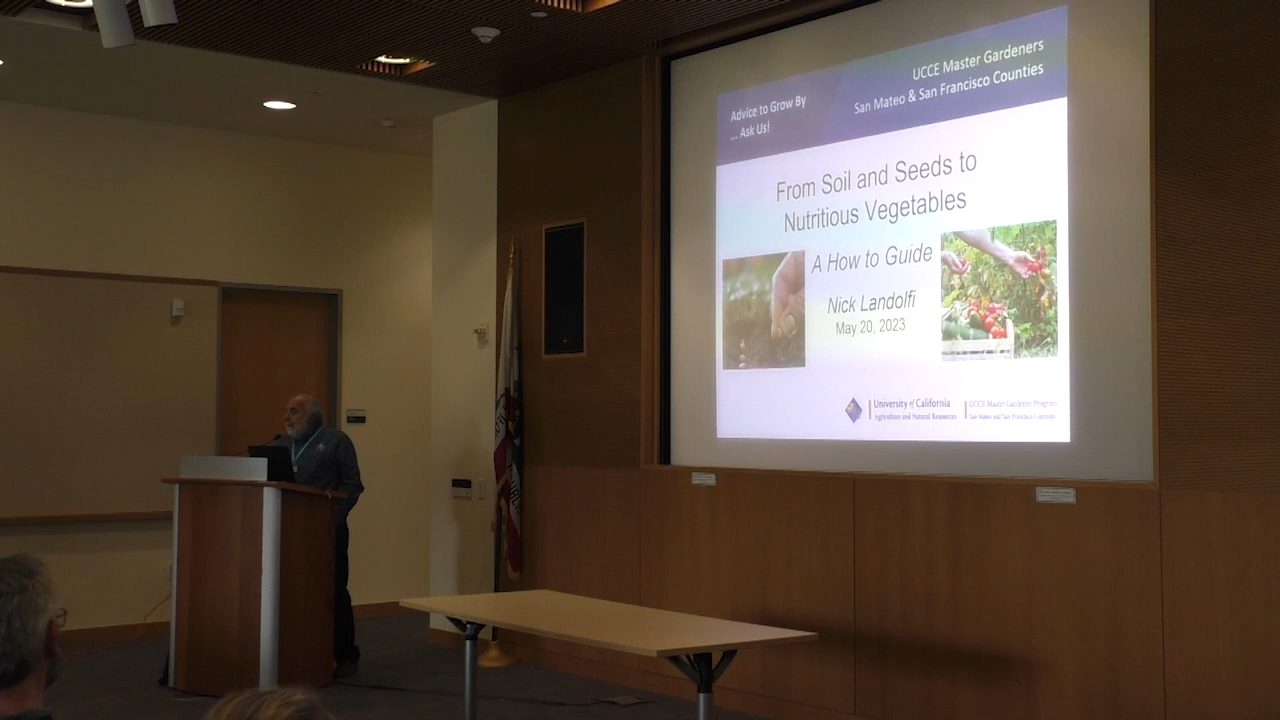 Advice to Grow By
... Ask Us!
UCCE Master Gardeners
San Mateo & San Francisco Counties
From Soil and Seeds to
Nutritious Vegetables
A How to Guide
Nick Landolfi
May 20, 2023
University of California
Agriculture and Natural Resources
UCCE Master Gardener Program
San Mateo and San Francisco Counties